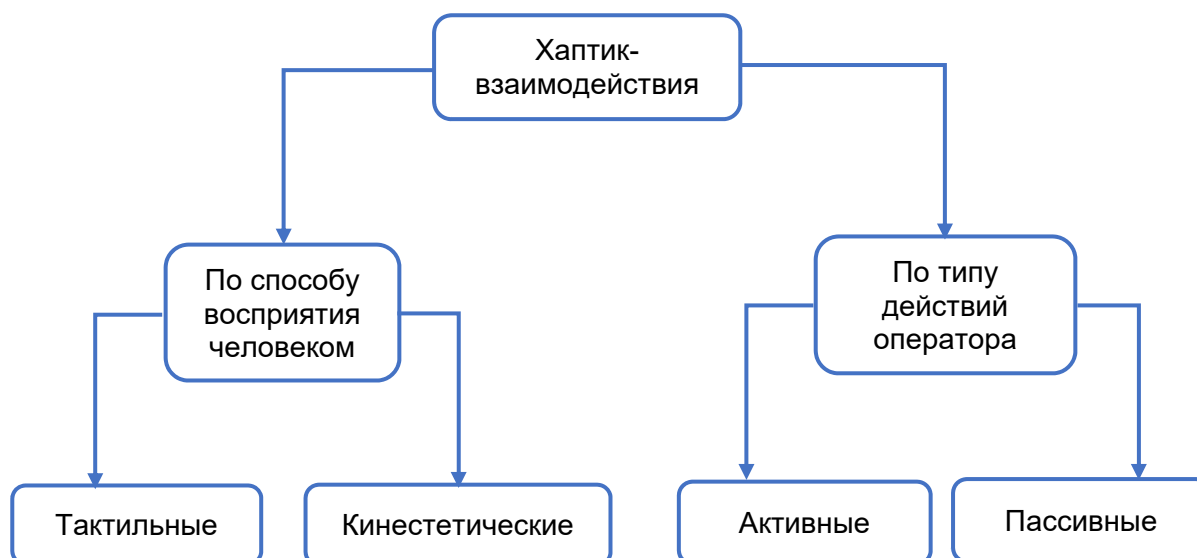 Хаптик-
взаимодействия
По способу
восприятия
человеком
По типу
действий
оператора
Тактильные
Кинестетические
Активные
Пассивные